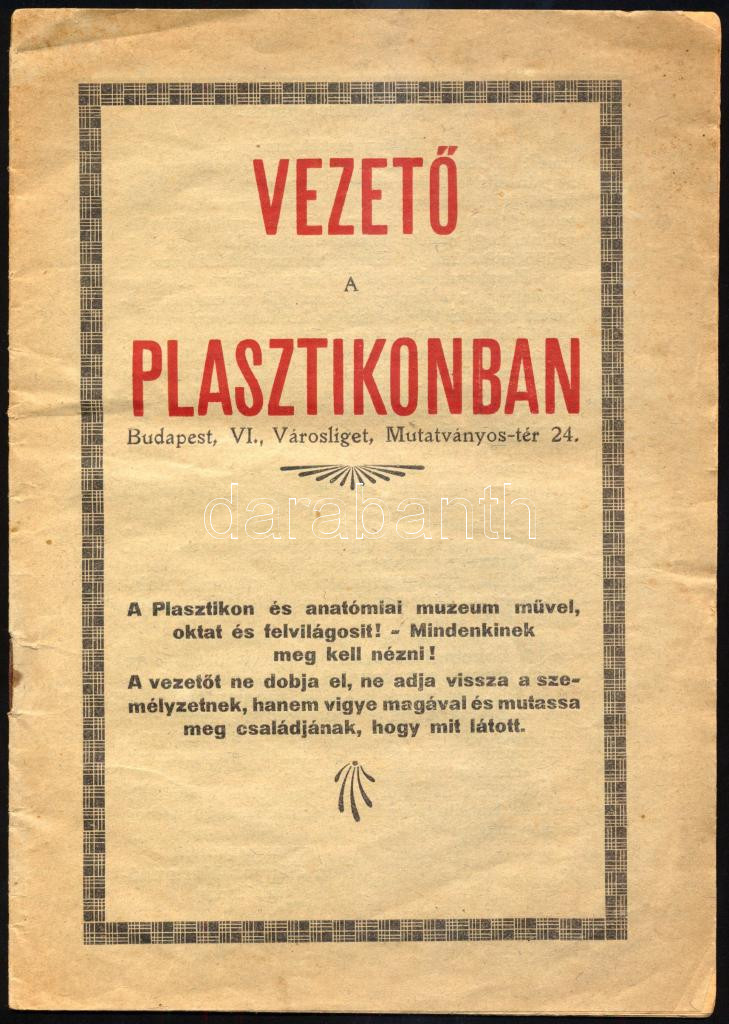 VEZETŐ
A
PLASZTIKONBAN
Budapest, VI., Városliget, Mutatványos-tér 24.
darabanth
A Plasztikon és anatómiai muzeum művel,
oktat és felvilágosit! - Mindenkinek
meg kell nézni!
A vezetőt ne dobja el, ne adja vissza a sze-
mélyzetnek, hanem vigye magával és mutassa
meg családjának, hogy mit látott.